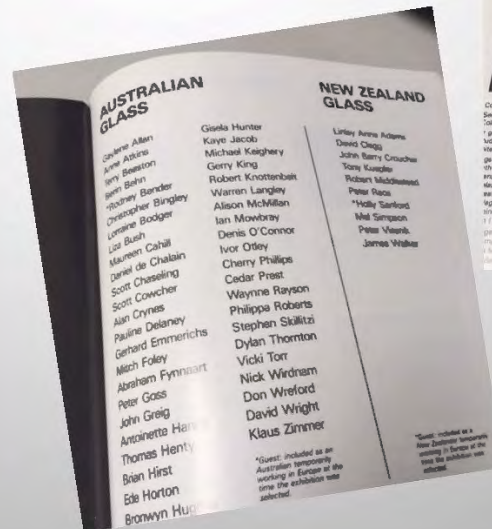 AUSTRALIAN
GLASS
Gaylene Allen
Anne Atkins
Terry Beeston
Behn
*Rodney Bender
Christopher Bingley
Lorraine Bodger
Liza Bush
Maureen Cahill
Daniel de Chalain
Scott Chaseling
Scott Cowcher
Alan Crynes
Pauline Delaney
Gerhard Emmerichs
Mitch Foley
Abraham
Peter Goss
John Greig
Antoinette
Thomas Henty
Brian Hirst
Ede Horton
Bronwyn
Gisela Hunter
Kaye Jacob
Michael Keighery
Gerry King
Robert Knottenbelt
Warren Langley
*Alison McMillan
Ian Mowbray
Denis O'Connor
Ivor Otley
Cherry Phillips
Cedar Prest
Waynne Rayson
Philippa Roberts
Stephen Skillitzi
Dylan Thornton
Vicki Torr
Nick Wirdnam
Don Wreford
David Wright
Klaus Zimmer
*Guest: included as an
Australian temporarily
working in Europe at the
time the exhibition was
selected.
NEW ZEALAND
GLASS
Linley Anne Adams
David Clegg
John Barry Croucher
Tony Kuepfer
Robert Middlestead
Peter Raos
*Holly Sanford
Mel Simpson
Peter Viesnik
James Walker
*Guest: included as a
New Zealander temporarily
working in Europe at the
time the exhibition was
selected.